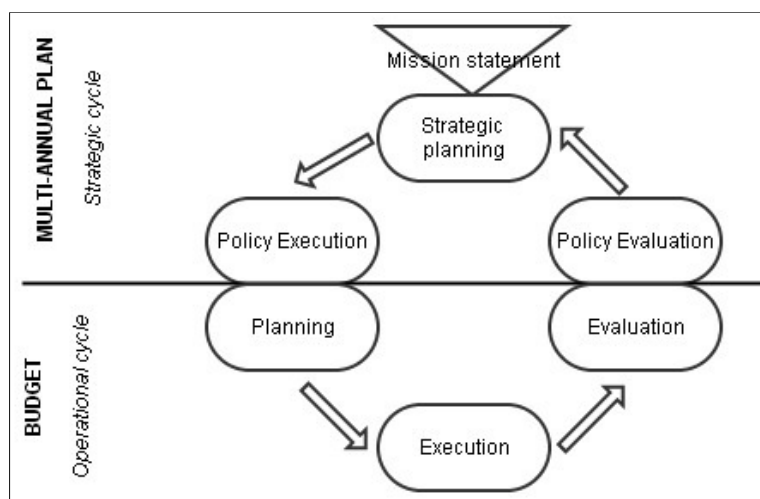 MULTI-ANNUAL PLAN
Strategic cycle
Mission statement
Strategic
planning
Policy Execution
Policy Evaluation
BUDGET
Operational cycle
Planning
Evaluation
Execution